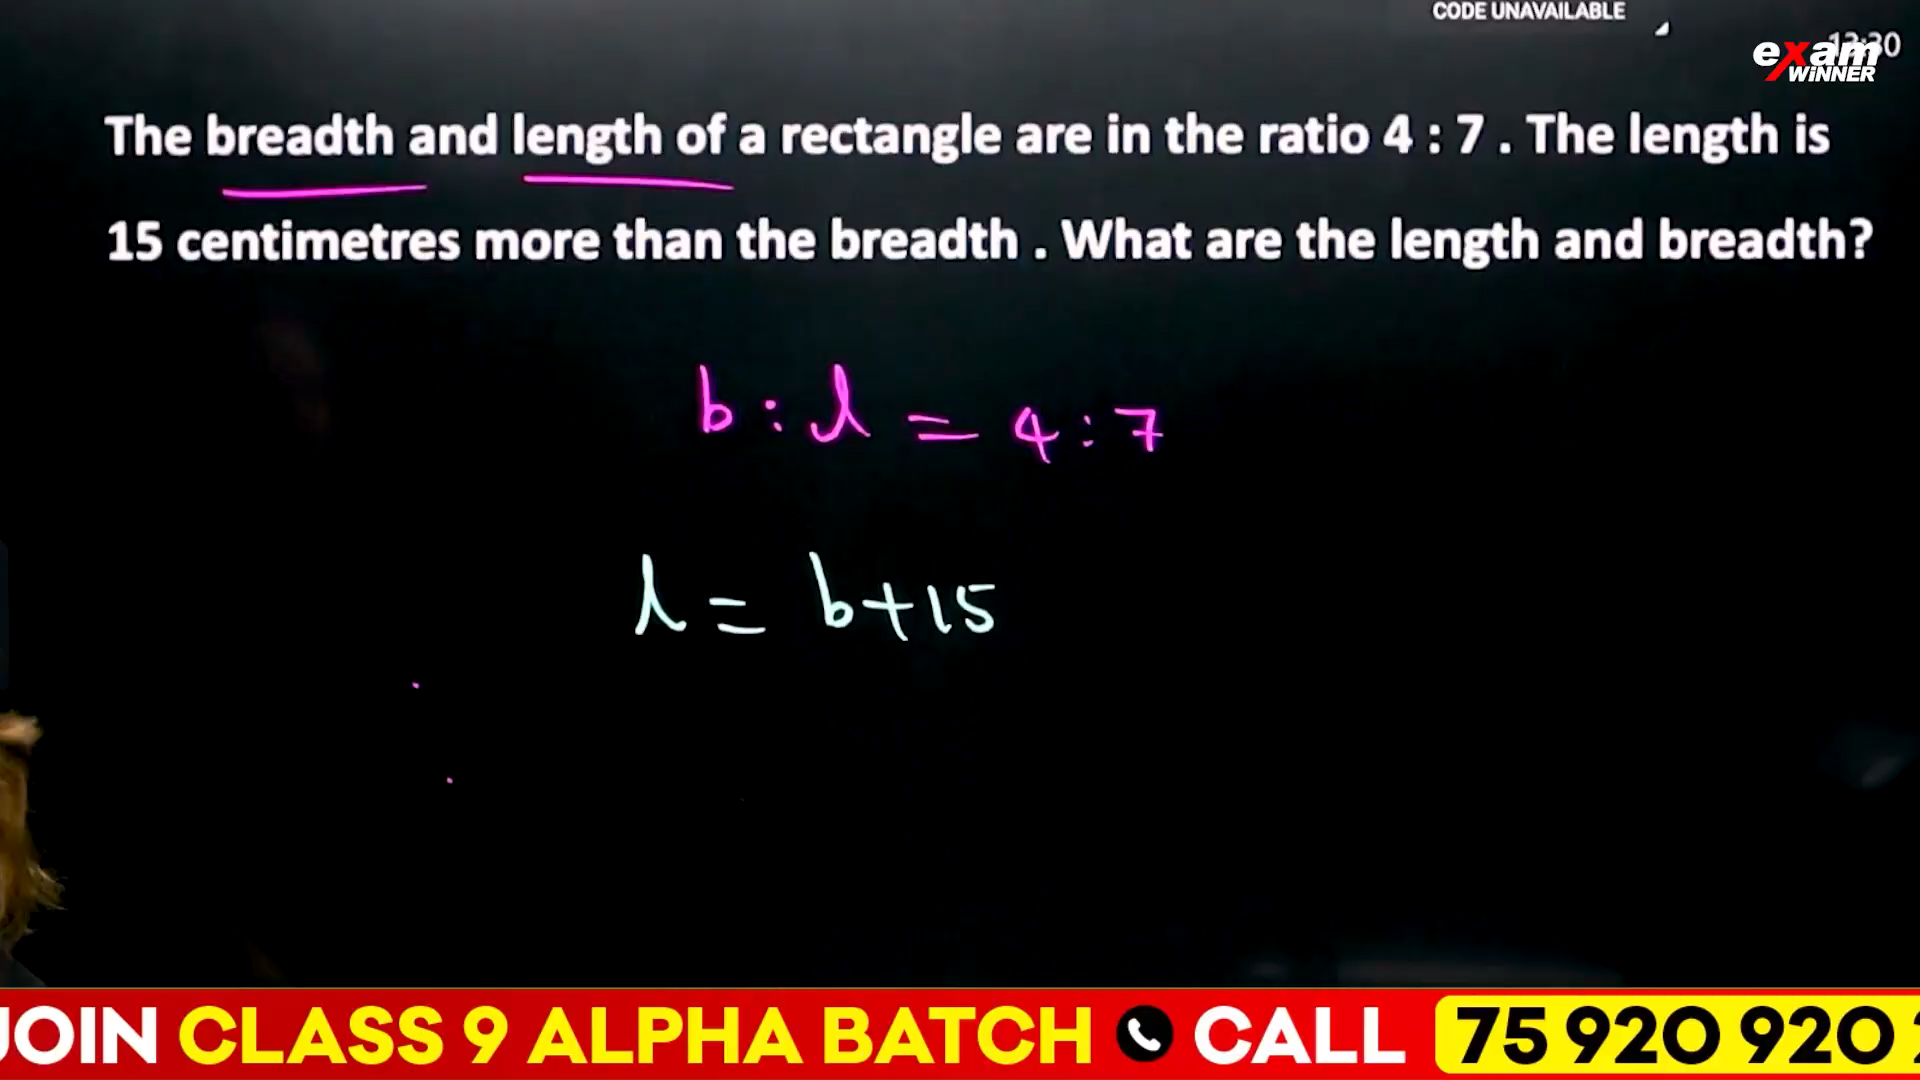 CODE UNAVAILABLE
exam
WiNNER
The breadth and length of a rectangle are in the ratio 4 : 7 . The length is
15 centimetres more than the breadth . What are the length and breadth?
b : l = 4 : 7
l = b+15
JOIN CLASS 9 ALPHA BATCH CALL 75 920 920